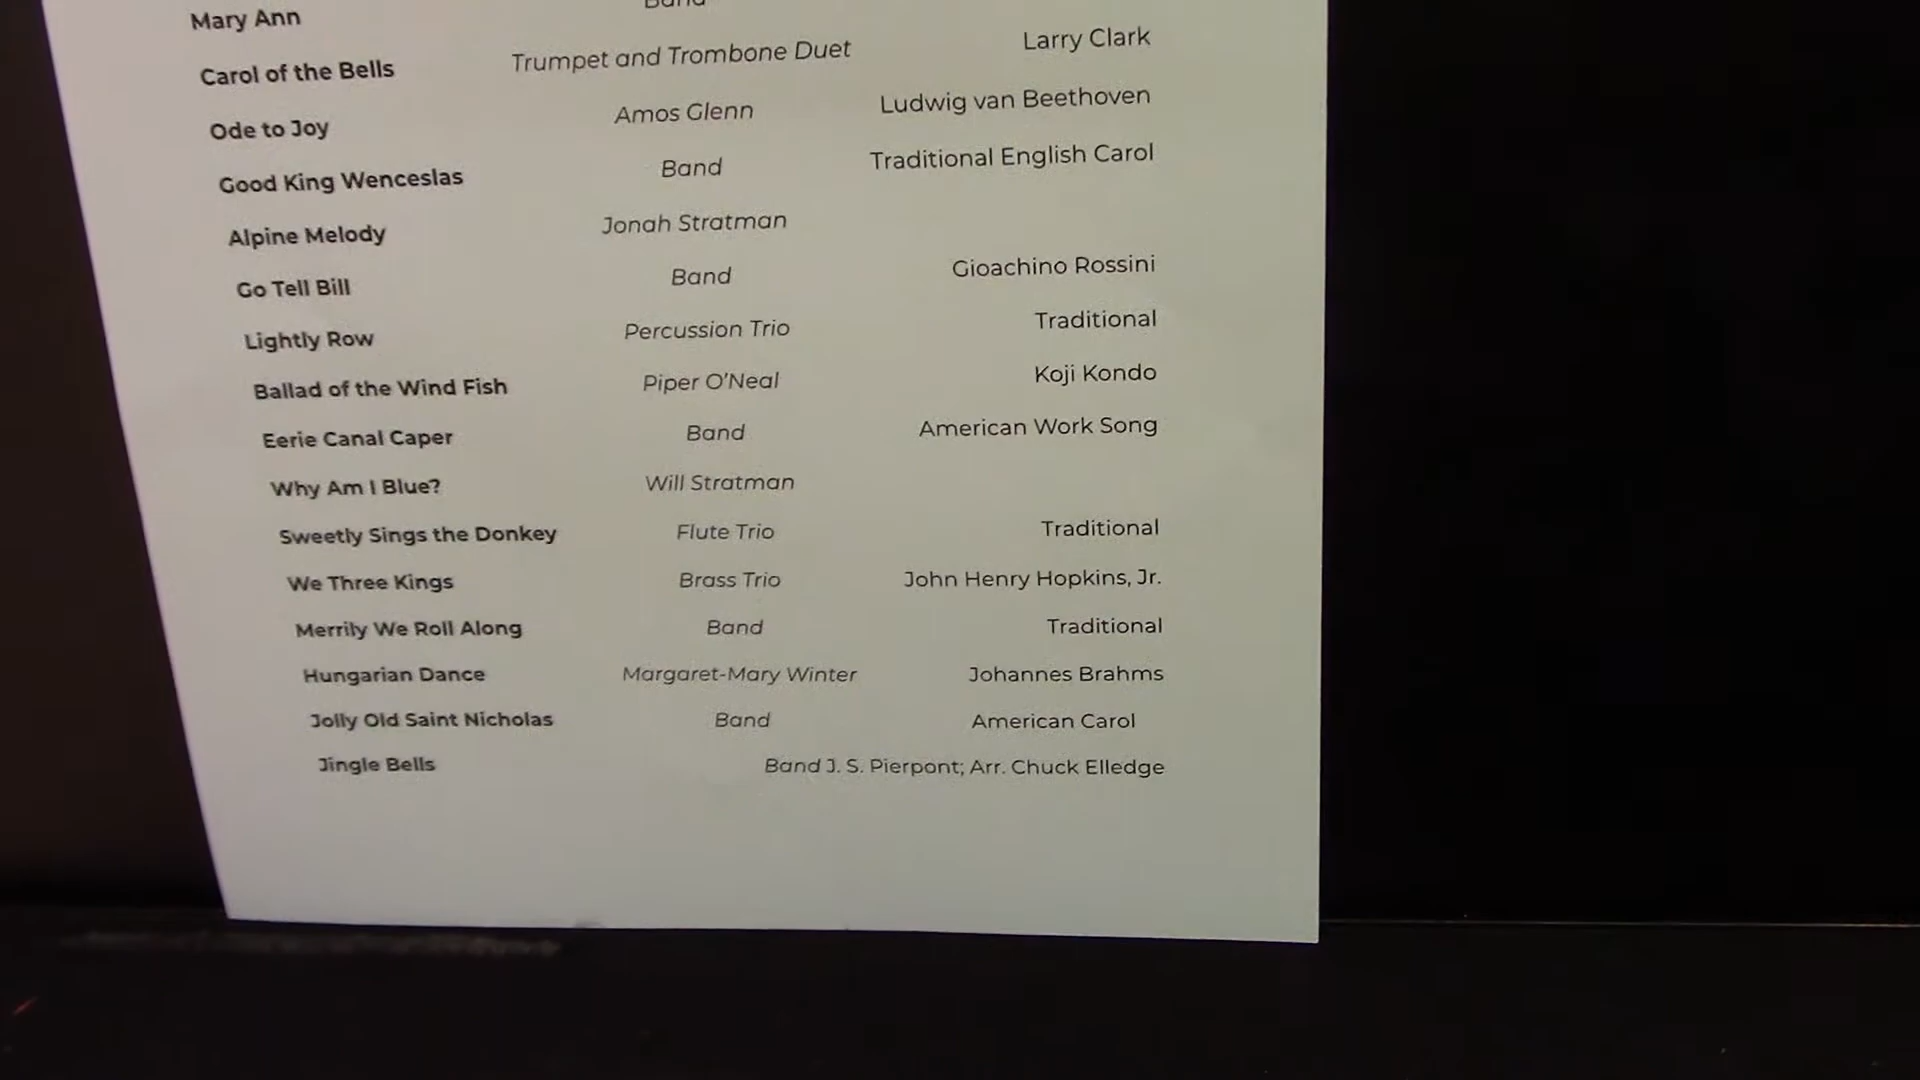 Mary Ann Band
Carol of the Bells Trumpet and Trombone Duet Larry Clark
Ode to Joy Amos Glenn Ludwig van Beethoven
Good King Wenceslas Band Traditional English Carol
Alpine Melody Jonah Stratman
Go Tell Bill Band Gioachino Rossini
Lightly Row Percussion Trio Traditional
Ballad of the Wind Fish Piper O'Neal Koji Kondo
Eerie Canal Caper Band American Work Song
Why Am I Blue? Will Stratman
Sweetly Sings the Donkey Flute Trio Traditional
We Three Kings Brass Trio John Henry Hopkins, Jr.
Merrily We Roll Along Band Traditional
Hungarian Dance Margaret-Mary Winter Johannes Brahms
Jolly Old Saint Nicholas Band American Carol
Jingle Bells Band J. S. Pierpont; Arr. Chuck Elledge